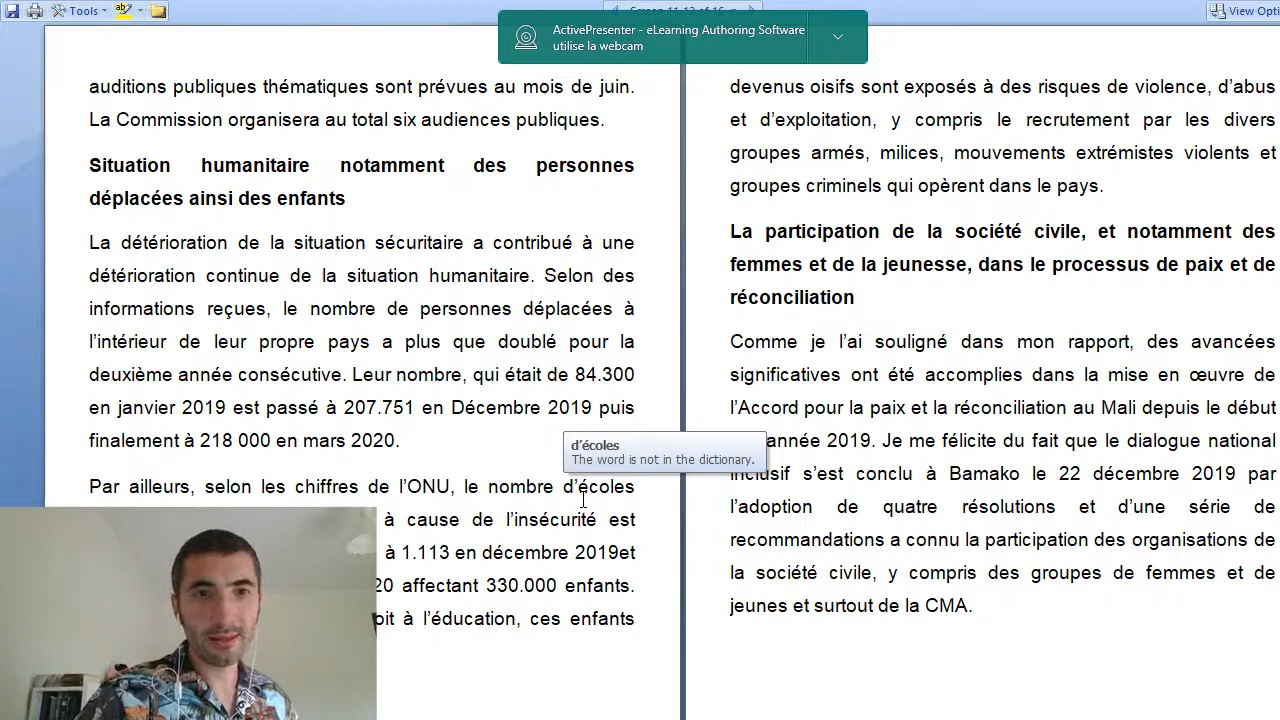 Tools
Screen 11-12 of 16
View Opti
ActivePresenter - eLearning Authoring Software
utilise la webcam
auditions publiques thématiques sont prévues au mois de juin.
La Commission organisera au total six audiences publiques.
Situation humanitaire notamment des personnes
déplacées ainsi des enfants
La détérioration de la situation sécuritaire a contribué à une
détérioration continue de la situation humanitaire. Selon des
informations reçues, le nombre de personnes déplacées à
l’intérieur de leur propre pays a plus que doublé pour la
deuxième année consécutive. Leur nombre, qui était de 84.300
en janvier 2019 est passé à 207.751 en Décembre 2019 puis
finalement à 218 000 en mars 2020.
d’écoles
The word is not in the dictionary.
Par ailleurs, selon les chiffres de l’ONU, le nombre d’écoles
à cause de l’insécurité est
à 1.113 en décembre 2019et
20 affectant 330.000 enfants.
oit à l’éducation, ces enfants
devenus oisifs sont exposés à des risques de violence, d’abus
et d’exploitation, y compris le recrutement par les divers
groupes armés, milices, mouvements extrémistes violents et
groupes criminels qui opèrent dans le pays.
La participation de la société civile, et notamment des
femmes et de la jeunesse, dans le processus de paix et de
réconciliation
Comme je l’ai souligné dans mon rapport, des avancées
significatives ont été accomplies dans la mise en œuvre de
l’Accord pour la paix et la réconciliation au Mali depuis le début
année 2019. Je me félicite du fait que le dialogue national
inclusif s’est conclu à Bamako le 22 décembre 2019 par
l’adoption de quatre résolutions et d’une série de
recommandations a connu la participation des organisations de
la société civile, y compris des groupes de femmes et de
jeunes et surtout de la CMA.